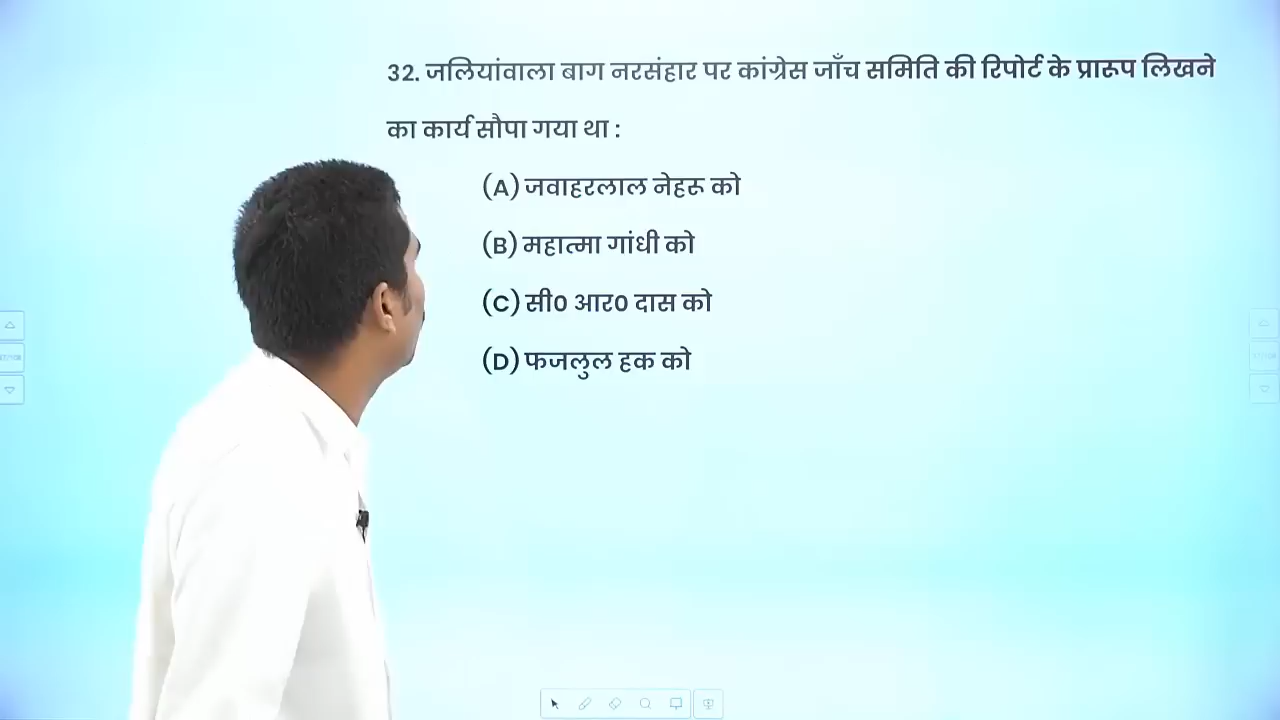 32. जलियांवाला बाग नरसंहार पर कांग्रेस जाँच समिति की रिपोर्ट के प्रारूप लिखने
का कार्य सौपा गया था :
(A) जवाहरलाल नेहरू को
(B) महात्मा गांधी को
(C) सी0 आर0 दास को
(D) फजलुल हक को